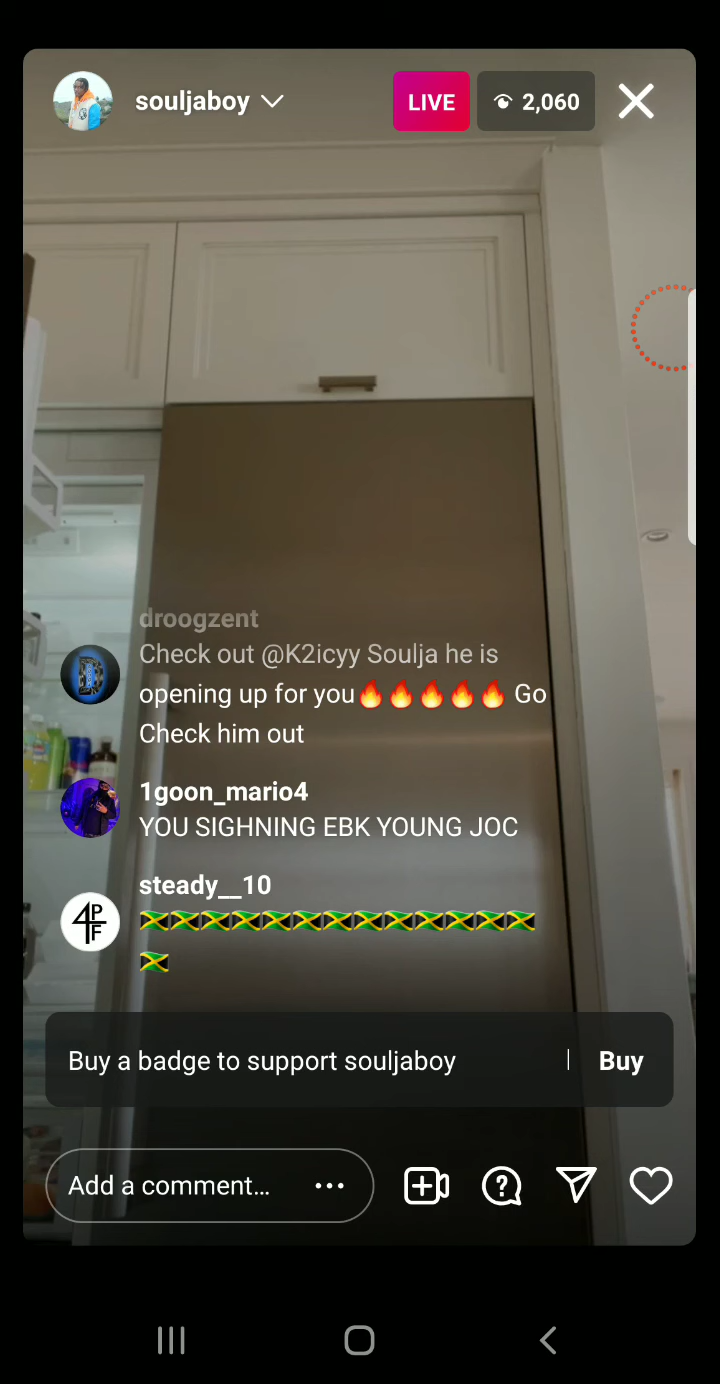 souljaboy
LIVE
2,060
droogzent
Check out @K2icyy Soulja he is
opening up for you🔥🔥🔥🔥🔥 Go
Check him out
1goon_mario4
YOU SIGHNING EBK YOUNG JOC
steady__10
🇯🇲🇯🇲🇯🇲🇯🇲🇯🇲🇯🇲🇯🇲🇯🇲🇯🇲🇯🇲🇯🇲🇯🇲🇯🇲
🇯🇲
4PF
Buy a badge to support souljaboy | Buy
Add a comment...